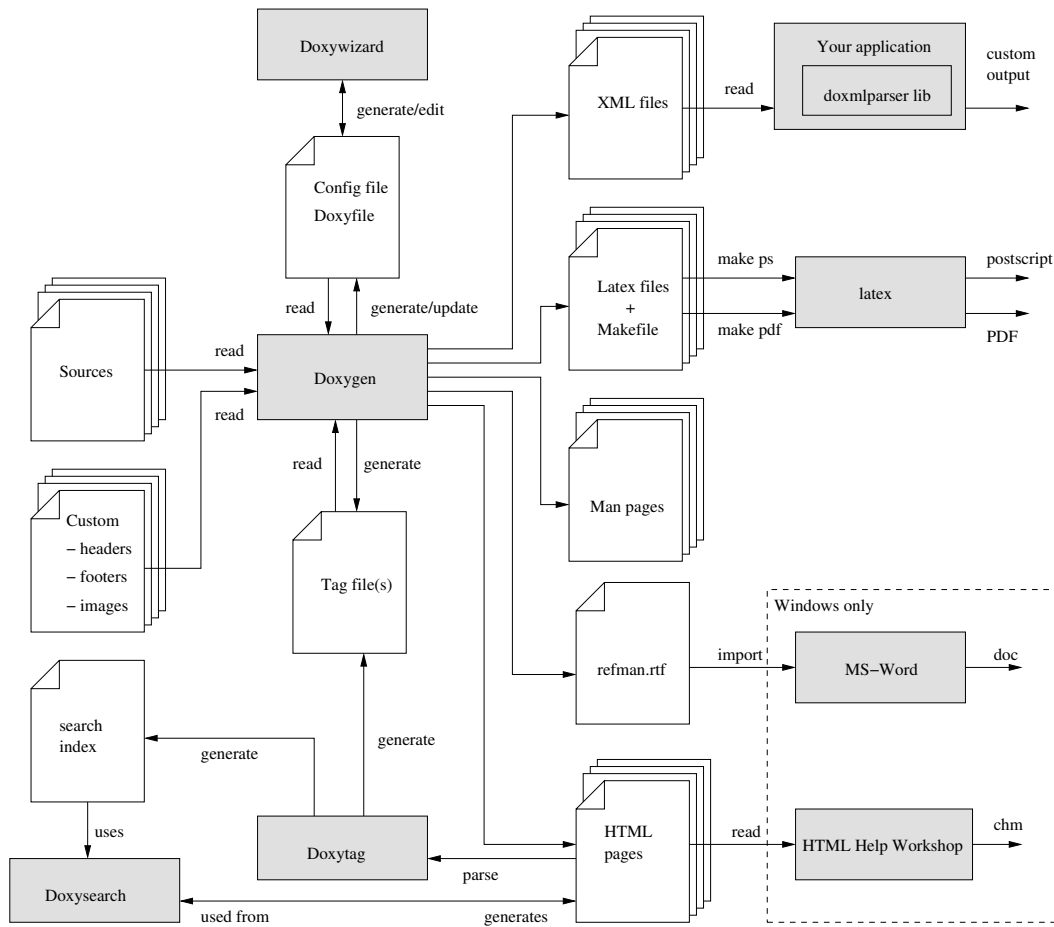 Doxywizard
generate/edit
Config file
Doxyfile
read
generate/update
Sources
read
Doxygen
read
Custom
– headers
– footers
– images
read
generate
Tag file(s)
search
index
generate
generate
uses
Doxytag
Doxysearch
parse
used from
generates
XML files
read
Your application
doxmlparser lib
custom
output
Latex files
+
Makefile
make ps
make pdf
latex
postscript
PDF
Man pages
refman.rtf
import
Windows only
MS–Word
doc
HTML
pages
read
HTML Help Workshop
chm